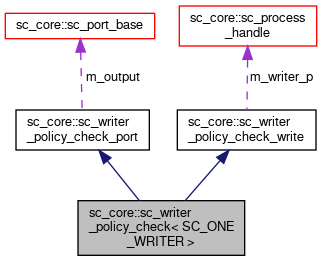 sc_core::sc_port_base
sc_core::sc_process
_handle
m_output
m_writer_p
sc_core::sc_writer
_policy_check_port
sc_core::sc_writer
_policy_check_write
sc_core::sc_writer
_policy_check< SC_ONE
_WRITER >